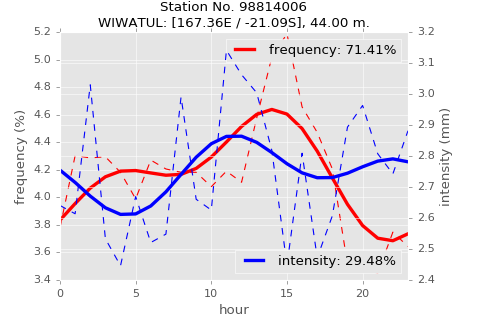 Station No. 98814006
WIWATUL: [167.36E / -21.09S], 44.00 m.
5.2
5.0
4.8
4.6
4.4
4.2
4.0
3.8
3.6
3.4
frequency (%)
frequency: 71.41%
intensity: 29.48%
3.2
3.1
3.0
2.9
2.8
2.7
2.6
2.5
2.4
intensity (mm)
0 5 10 15 20
hour